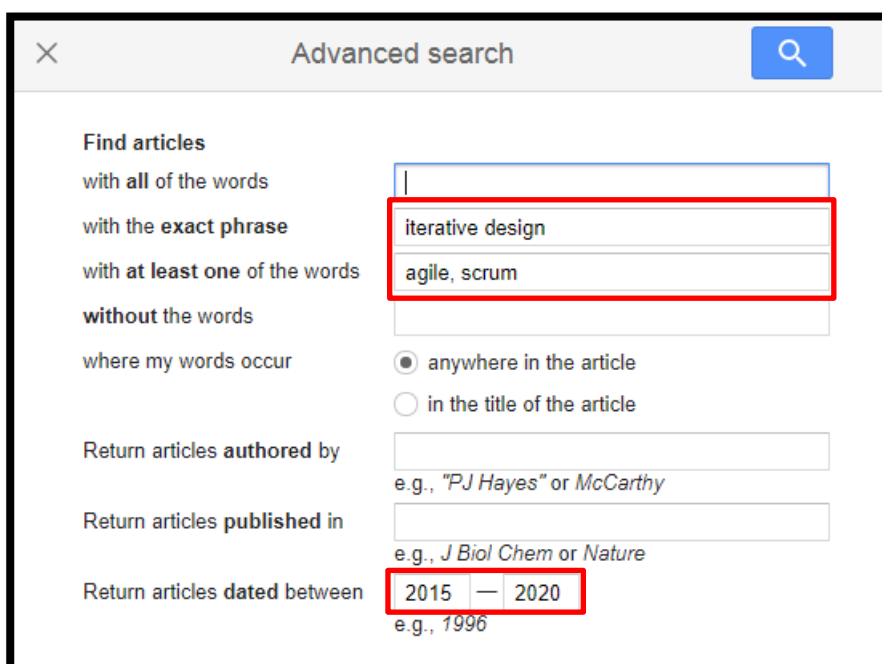 Advanced search
Find articles
with all of the words
with the exact phrase iterative design
with at least one of the words agile, scrum
without the words
where my words occur anywhere in the article
in the title of the article
Return articles authored by
e.g., "PJ Hayes" or McCarthy
Return articles published in
e.g., J Biol Chem or Nature
Return articles dated between 2015 — 2020
e.g., 1996